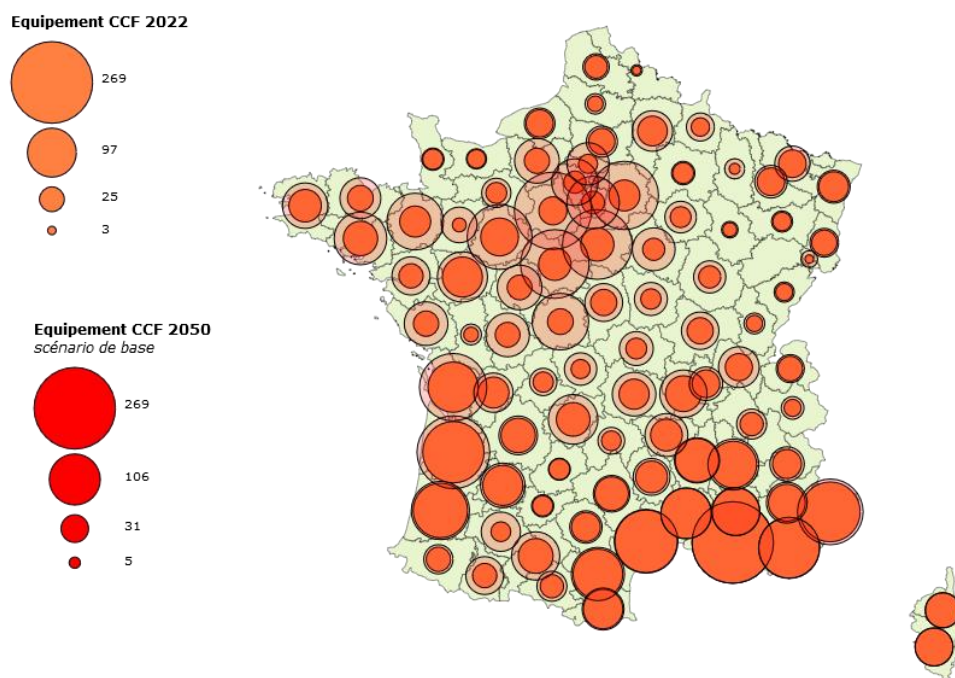 Equipement CCF 2022
269
97
25
3
Equipement CCF 2050
scénario de base
269
106
31
5